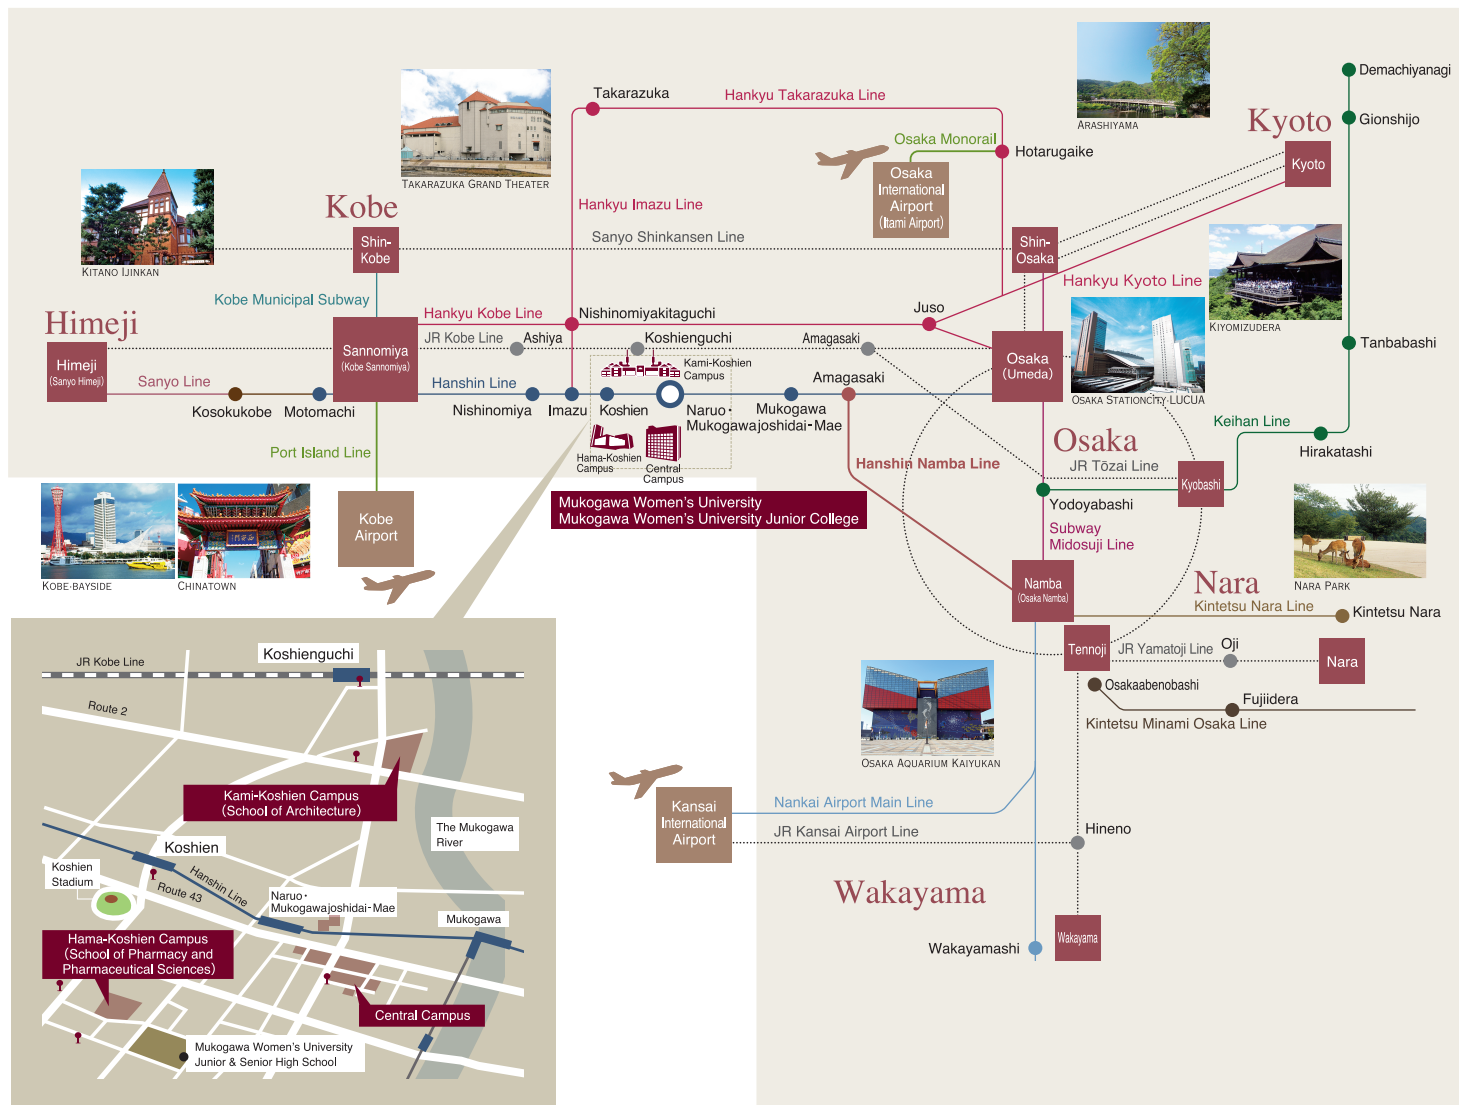 Demachiyanagi
Gionshijo
Kyoto
Kyoto
ARASHIYAMA
Takarazuka
Hankyu Takarazuka Line
Osaka Monorail
Hotarugaike
Osaka
International
Airport
(Itami Airport)
TAKARAZUKA GRAND THEATER
Kobe
Hankyu Imazu Line
KITANO IJINKAN
Shin-
Kobe
Sanyo Shinkansen Line
Shin-
Osaka
Hankyu Kyoto Line
KIYOMIZUDERA
Kobe Municipal Subway
Himeji
Hankyu Kobe Line
Nishinomiyakitaguchi
Juso
Himeji
(Sanyo Himeji)
Sannomiya
(Kobe Sannomiya)
JR Kobe Line
Ashiya
Koshienguchi
Amagasaki
Osaka
(Umeda)
Tanbabashi
Sanyo Line
Kosokukobe
Motomachi
Hanshin Line
Nishinomiya
Imazu
Koshien
Kami-Koshien
Campus
Naruo・
Mukogawajoshidai-Mae
Mukogawa
Amagasaki
OSAKA STATIONCITY·LUCUA
Keihan Line
Hirakatashi
Osaka
Port Island Line
Hama-Koshien
Campus
Central
Campus
Hanshin Namba Line
JR Tōzai Line
Kyobashi
Yodoyabashi
Mukogawa Women's University
Mukogawa Women's University Junior College
Kobe
Airport
Subway
Midosuji Line
KOBE·BAYSIDE
CHINATOWN
NARA PARK
Namba
(Osaka Namba)
Nara
Kintetsu Nara Line
Kintetsu Nara
Tennoji
JR Yamatoji Line
Oji
Nara
Osakaabenobashi
Fujiidera
Kintetsu Minami Osaka Line
OSAKA AQUARIUM KAIYUKAN
Kansai
International
Airport
Nankai Airport Main Line
JR Kansai Airport Line
Hineno
Wakayama
Wakayamashi
Wakayama
Koshienguchi
JR Kobe Line
Route 2
Kami-Koshien Campus
(School of Architecture)
The Mukogawa
River
Koshien
Koshien
Stadium
Hanshin Line
Route 43
Naruo・
Mukogawajoshidai-Mae
Mukogawa
Hama-Koshien Campus
(School of Pharmacy and
Pharmaceutical Sciences)
Central Campus
Mukogawa Women's University
Junior & Senior High School